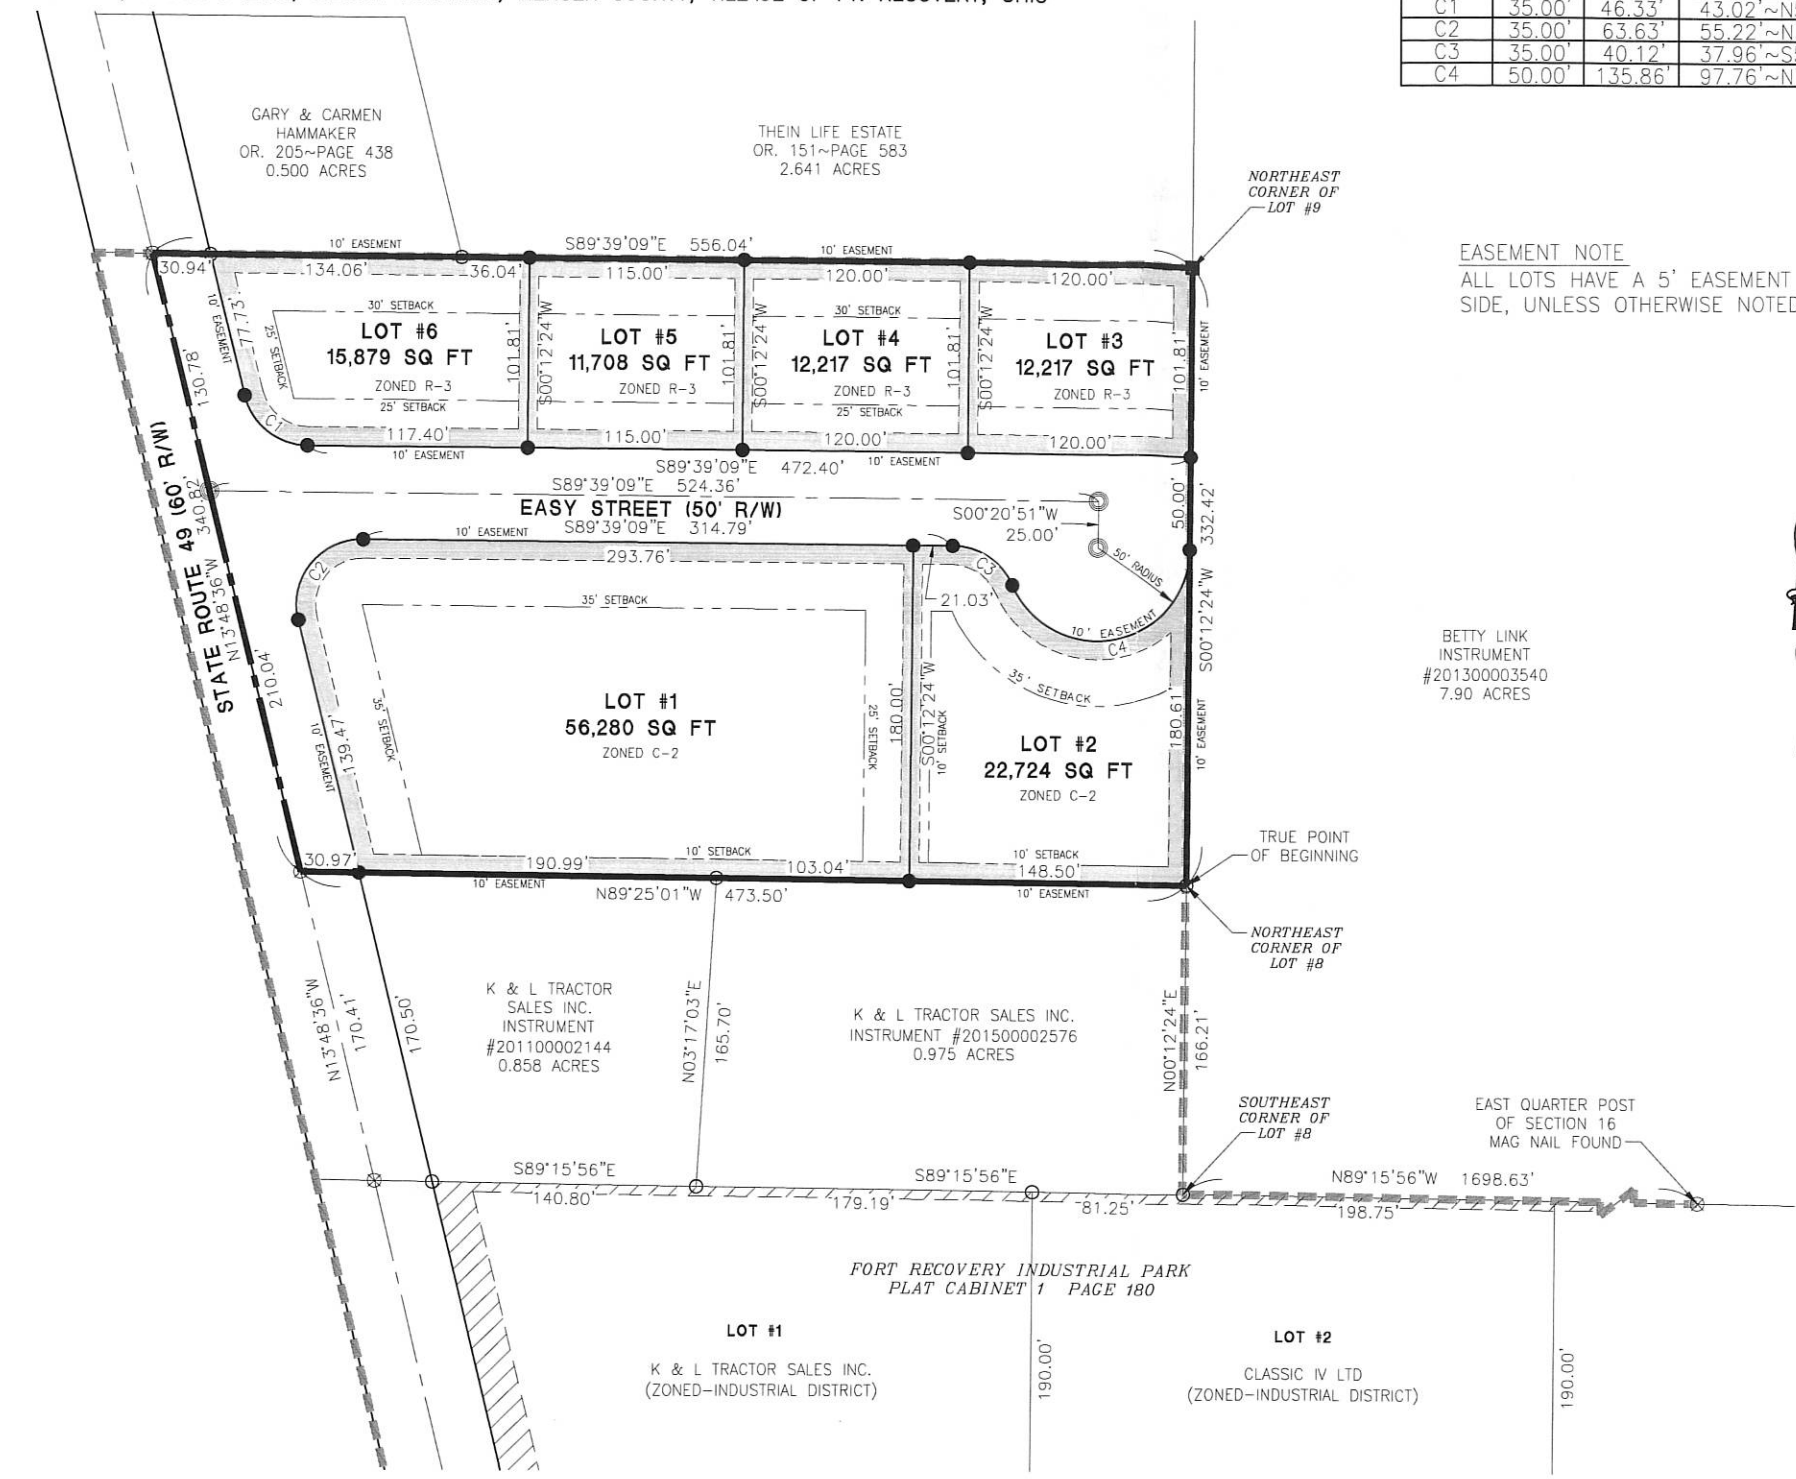 C1 35.00' 46.33' 43.02'~N
C2 35.00' 63.63' 55.22'~N
C3 35.00' 40.12' 37.96'~S
C4 50.00' 135.86' 97.76'~N
GARY & CARMEN
HAMMAKER
OR. 205~PAGE 438
0.500 ACRES
THEIN LIFE ESTATE
OR. 151~PAGE 583
2.641 ACRES
NORTHEAST
CORNER OF
LOT #9
EASEMENT NOTE
ALL LOTS HAVE A 5' EASEMENT
SIDE, UNLESS OTHERWISE NOTED
10' EASEMENT
S89°39'09"E 556.04'
10' EASEMENT
30.94'
134.06'
36.04'
115.00'
120.00'
120.00'
10' EASEMENT
77.73'
25' SETBACK
30' SETBACK
LOT #6
15,879 SQ FT
ZONED R-3
25' SETBACK
101.81'
S00°12'24"W
LOT #5
11,708 SQ FT
ZONED R-3
101.81'
S00°12'24"W
30' SETBACK
LOT #4
12,217 SQ FT
ZONED R-3
25' SETBACK
101.81'
S00°12'24"W
LOT #3
12,217 SQ FT
ZONED R-3
101.81'
10' EASEMENT
130.78'
C1
117.40'
115.00'
120.00'
120.00'
10' EASEMENT
S89°39'09"E 472.40'
10' EASEMENT
S89°39'09"E 524.36'
EASY STREET (50' R/W)
S89°39'09"E 314.79'
10' EASEMENT
293.76'
S00°20'51"W
25.00'
50.00'
332.42'
S00°12'24"W
50' RADIUS
STATE ROUTE 49 (60' R/W)
N13°48'36"W 340.82
210.04'
C2
C3
21.03'
10' EASEMENT
C4
35' SETBACK
35' SETBACK
35' SETBACK
10' EASEMENT
139.47'
LOT #1
56,280 SQ FT
ZONED C-2
25' SETBACK
180.00'
S00°12'24"W
10' SETBACK
LOT #2
22,724 SQ FT
ZONED C-2
180.61'
10' EASEMENT
BETTY LINK
INSTRUMENT
#201300003540
7.90 ACRES
TRUE POINT
OF BEGINNING
30.97'
190.99'
10' SETBACK
103.04'
10' SETBACK
148.50'
10' EASEMENT
N89°25'01"W 473.50'
10' EASEMENT
NORTHEAST
CORNER OF
LOT #8
N13°48'36"W
170.41'
170.50'
K & L TRACTOR
SALES INC.
INSTRUMENT
#201100002144
0.858 ACRES
N03°17'03"E
165.70'
K & L TRACTOR SALES INC.
INSTRUMENT #201500002576
0.975 ACRES
N00°12'24"E
166.21'
SOUTHEAST
CORNER OF
LOT #8
EAST QUARTER POST
OF SECTION 16
MAG NAIL FOUND
S89°15'56"E
140.80'
S89°15'56"E
179.19'
81.25'
N89°15'56"W 1698.63'
198.75'
FORT RECOVERY INDUSTRIAL PARK
PLAT CABINET 1 PAGE 180
LOT #1
K & L TRACTOR SALES INC.
(ZONED-INDUSTRIAL DISTRICT)
190.00'
LOT #2
CLASSIC IV LTD
(ZONED-INDUSTRIAL DISTRICT)
190.00'